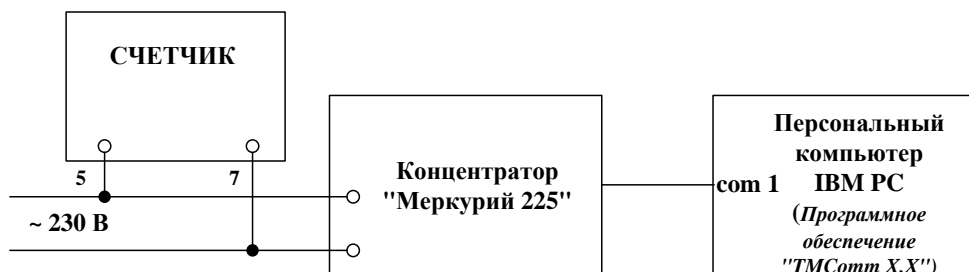 СЧЕТЧИК
5
7
~ 230 В
Концентратор
"Меркурий 225"
com 1
Персональный
компьютер
IBM PC
(Программное
обеспечение
"TMComm X.X")